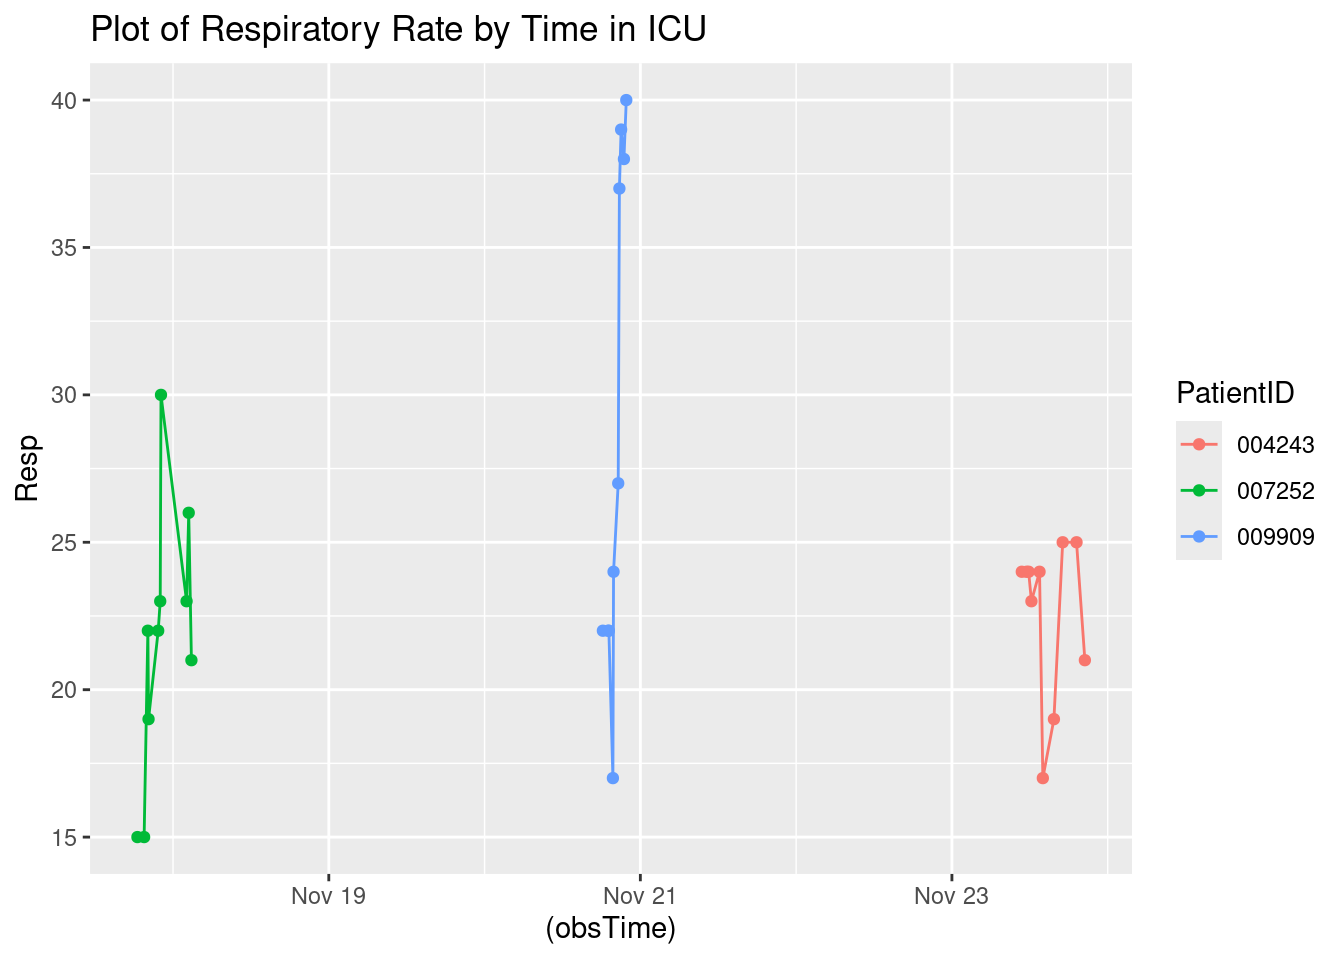 Plot of Respiratory Rate by Time in ICU
40
35
30
25
20
15
Resp
Nov 19
Nov 21
Nov 23
(obsTime)
PatientID
004243
007252
009909